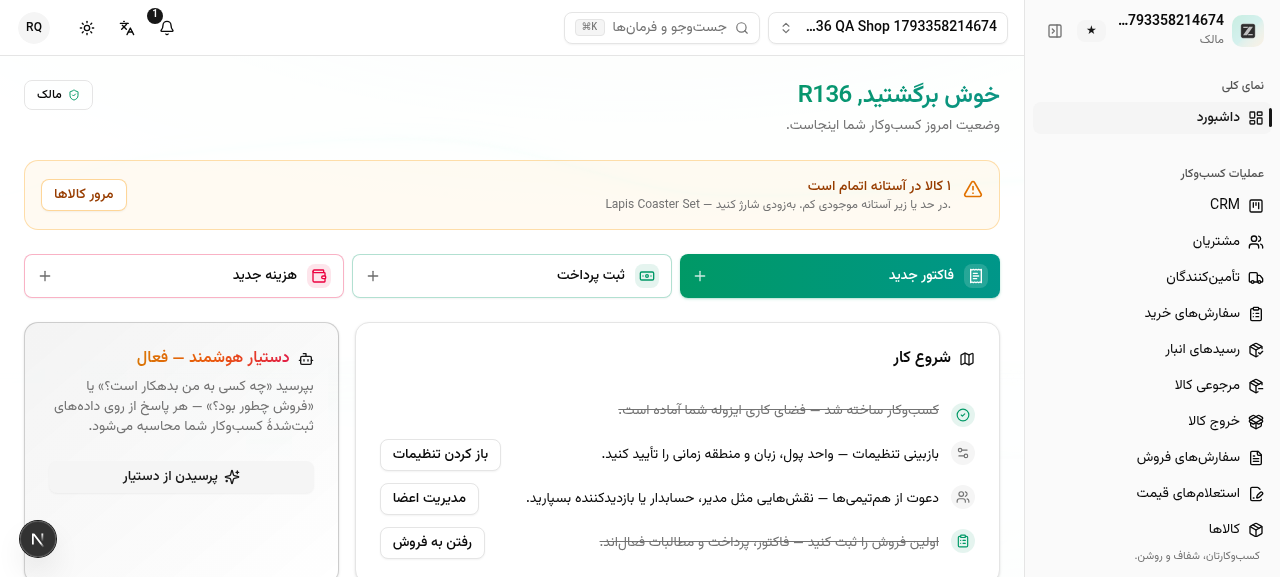 …793358214674
مالک
★
نمای کلی
داشبورد
عملیات کسب‌وکار
CRM
مشتریان
تأمین‌کنندگان
سفارش‌های خرید
رسیدهای انبار
مرجوعی کالا
خروج کالا
سفارش‌های فروش
استعلام‌های قیمت
کالاها
کسب‌وکارتان، شفاف و روشن.
…36 QA Shop 1793358214674
جست‌وجو و فرمان‌ها
⌘K
1
RQ
خوش برگشتید, R136
وضعیت امروز کسب‌وکار شما اینجاست.
مالک
۱ کالا در آستانه اتمام است
Lapis Coaster Set — در حد یا زیر آستانه موجودی کم. به‌زودی شارژ کنید.
مرور کالاها
فاکتور جدید
ثبت پرداخت
هزینه جدید
شروع کار
کسب‌وکار ساخته شد — فضای کاری ایزوله شما آماده است.
بازبینی تنظیمات — واحد پول، زبان و منطقه زمانی را تأیید کنید.
باز کردن تنظیمات
دعوت از هم‌تیمی‌ها — نقش‌هایی مثل مدیر، حسابدار یا بازدیدکننده بسپارید.
مدیریت اعضا
اولین فروش را ثبت کنید — فاکتور، پرداخت و مطالبات فعال‌اند.
رفتن به فروش
دستیار هوشمند — فعال
بپرسید «چه کسی به من بدهکار است؟» یا
«فروش چطور بود؟» — هر پاسخ از روی داده‌های
ثبت‌شدهٔ کسب‌وکار شما محاسبه می‌شود.
پرسیدن از دستیار
N